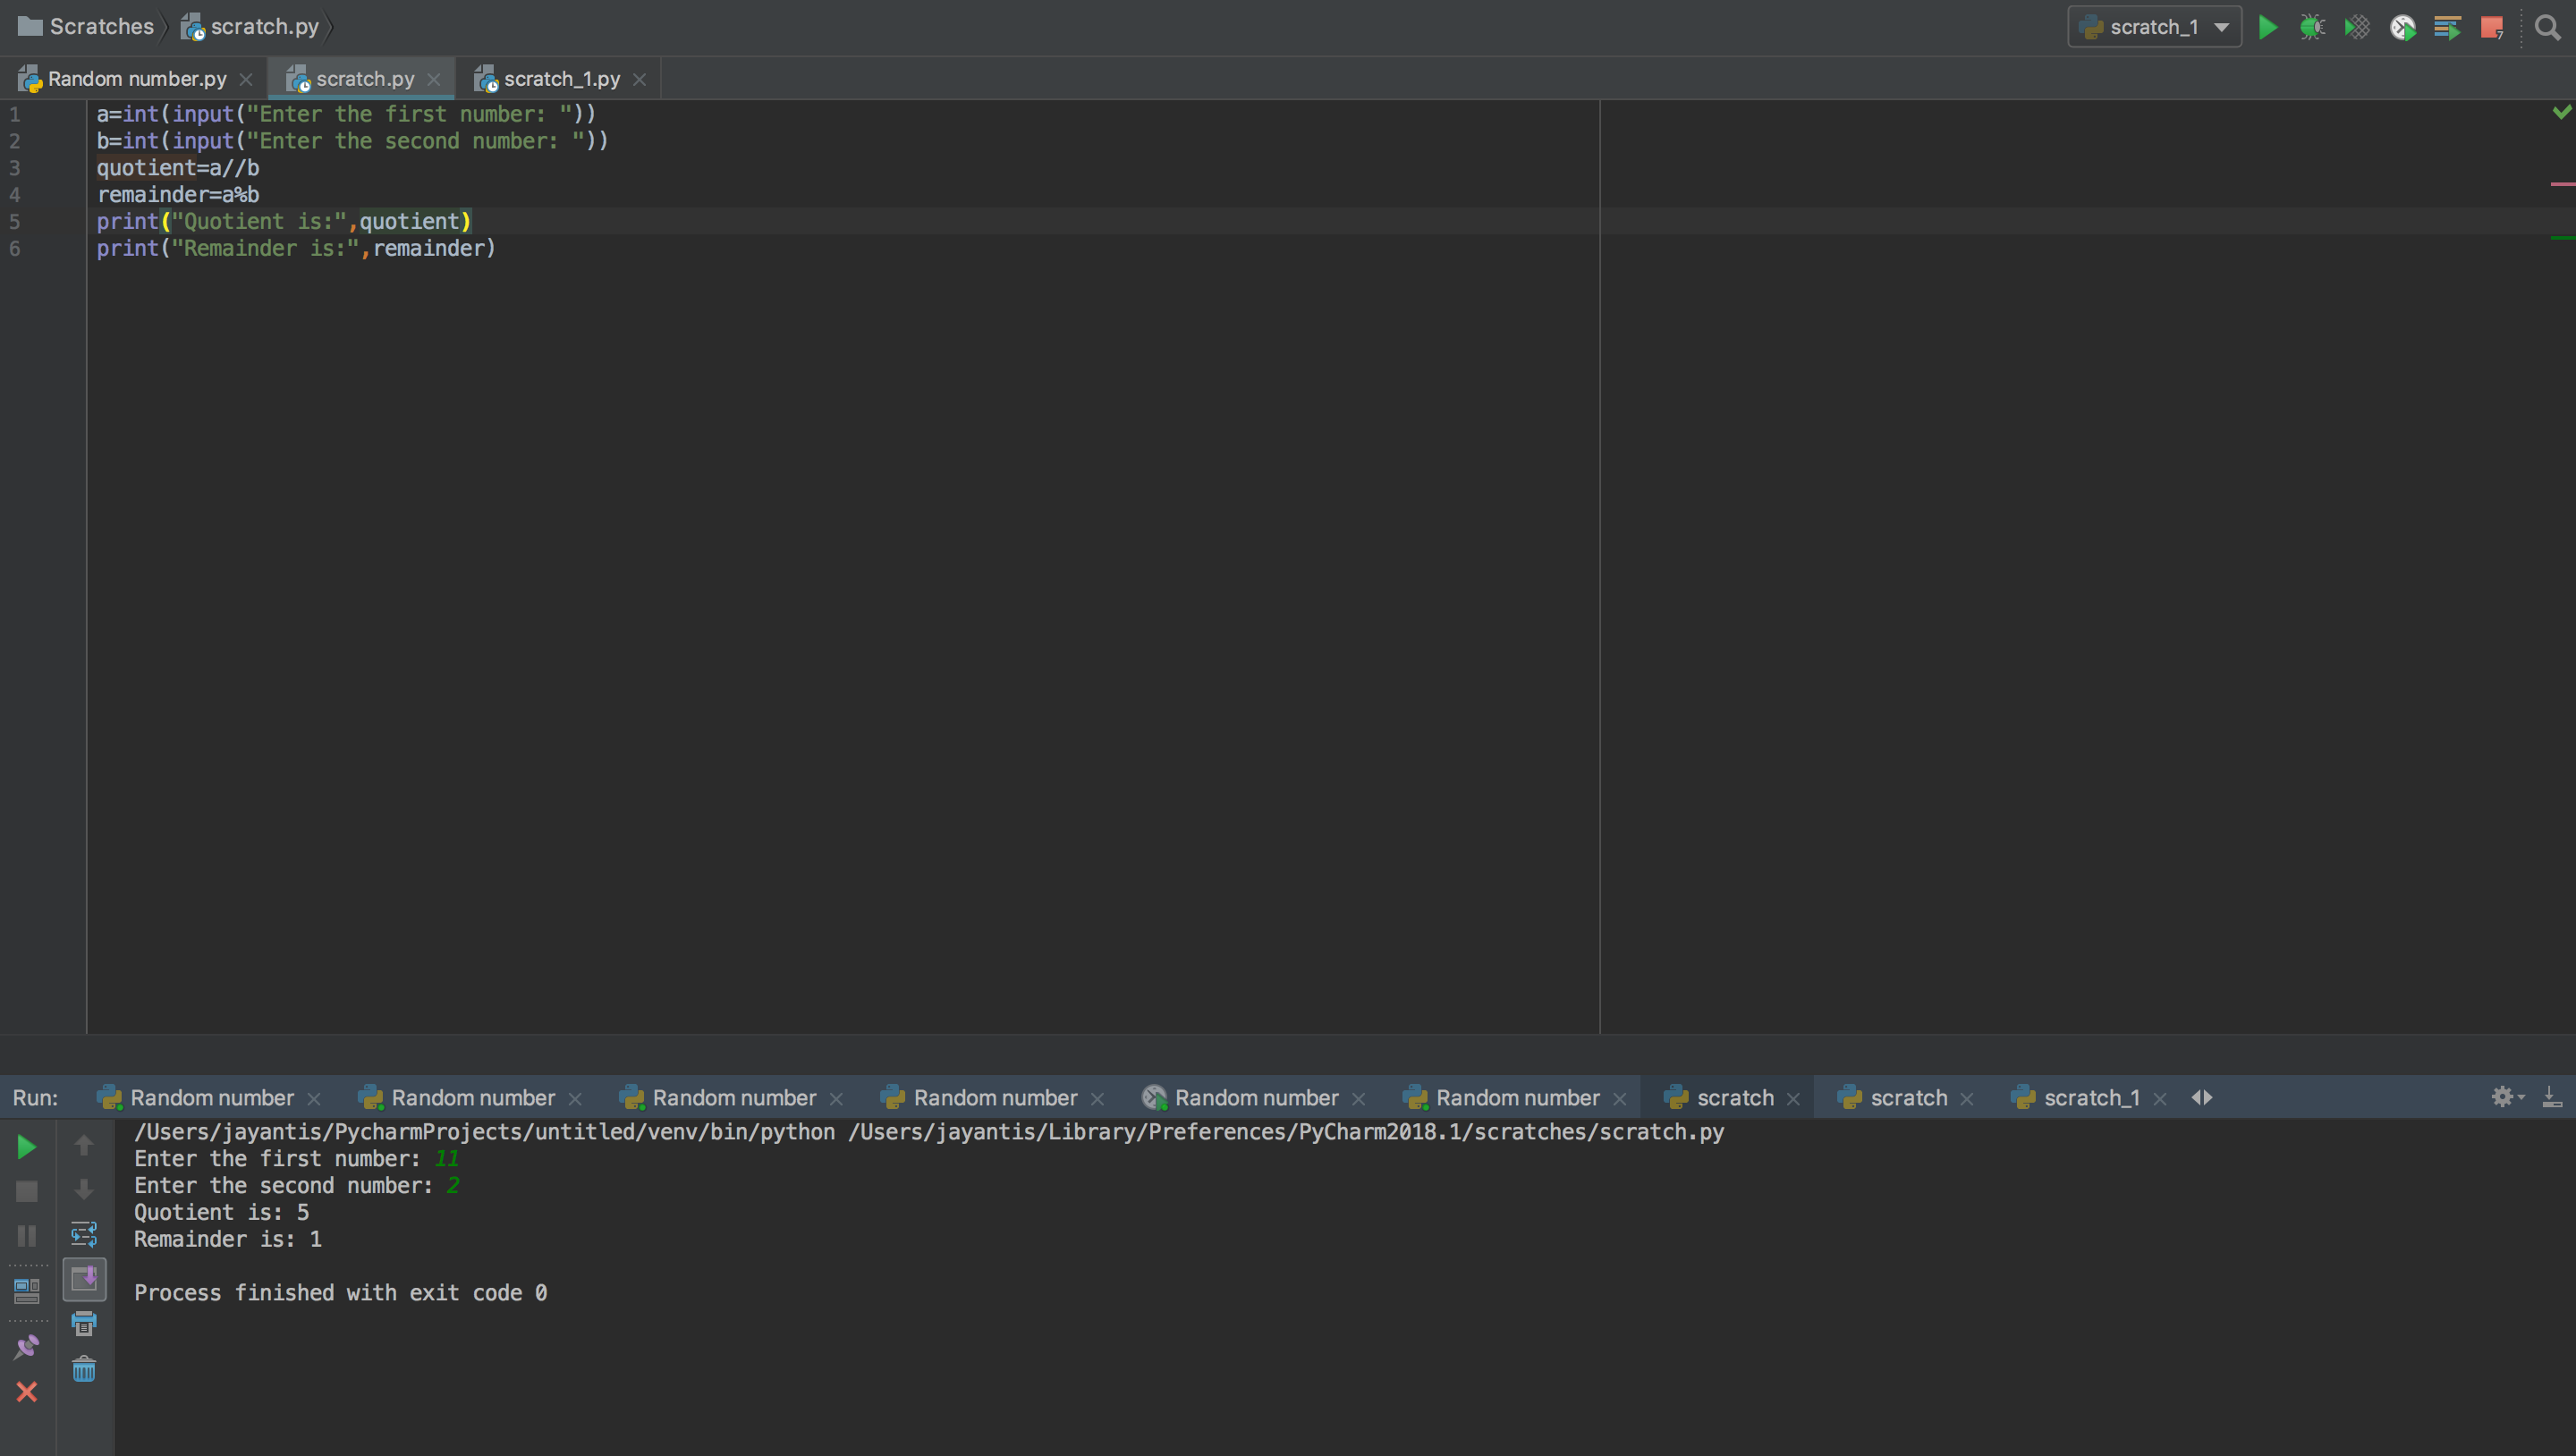 Scratches scratch.py scratch_1
Random number.py scratch.py scratch_1.py
1 a=int(input("Enter the first number: "))
2 b=int(input("Enter the second number: "))
3 quotient=a//b
4 remainder=a%b
5 print("Quotient is:",quotient)
6 print("Remainder is:",remainder)
Run: Random number Random number Random number Random number Random number Random number scratch scratch scratch_1
/Users/jayantis/PycharmProjects/untitled/venv/bin/python /Users/jayantis/Library/Preferences/PyCharm2018.1/scratches/scratch.py
Enter the first number: 11
Enter the second number: 2
Quotient is: 5
Remainder is: 1
Process finished with exit code 0